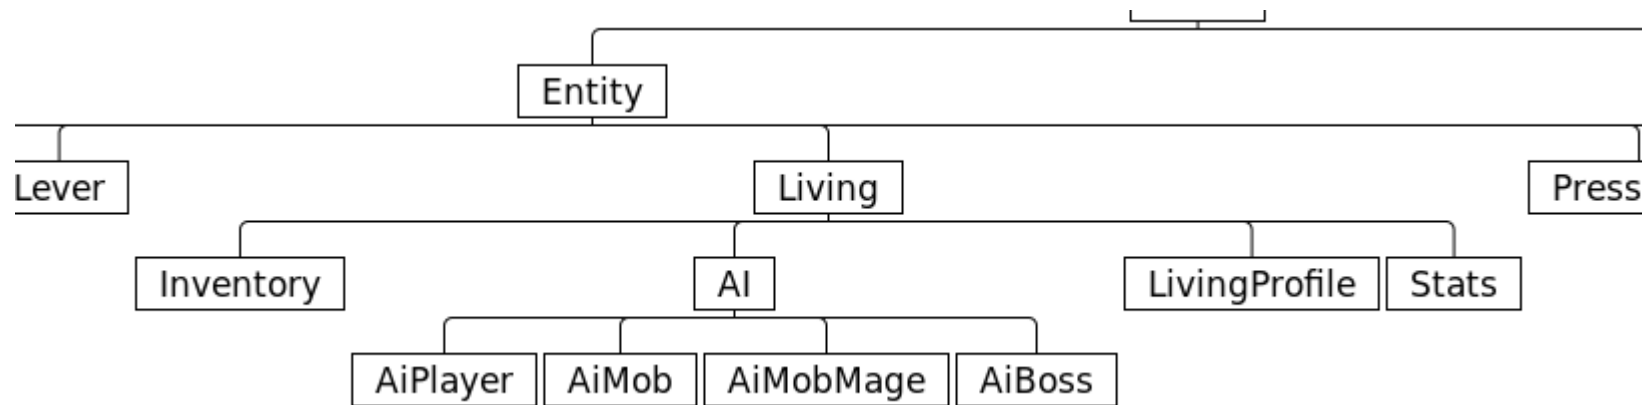 Entity
Lever Living Press
Inventory AI LivingProfile Stats
AiPlayer AiMob AiMobMage AiBoss